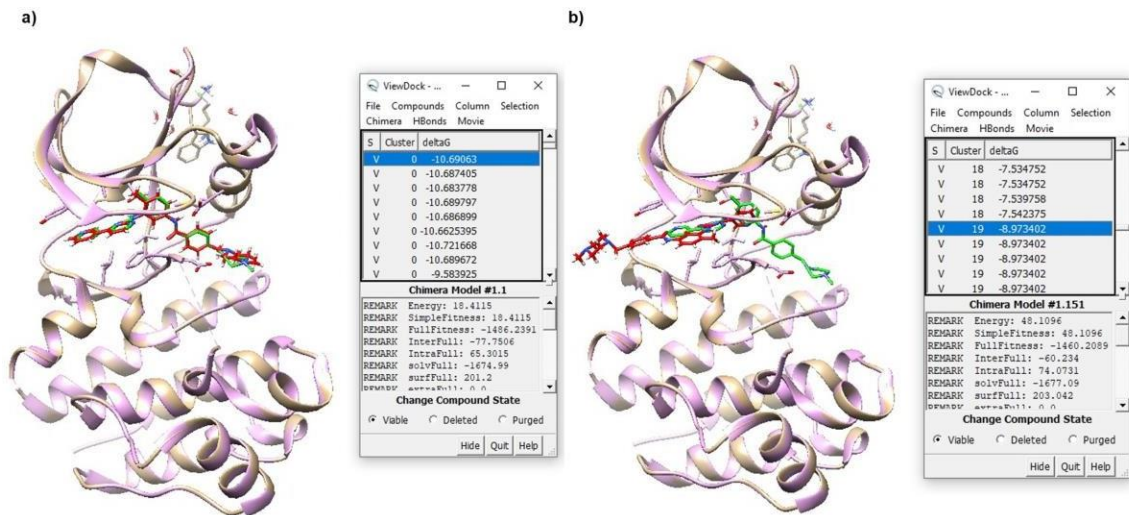 a)
ViewDock - ...
File Compounds Column Selection
Chimera HBonds Movie
S Cluster deltaG
V 0 -10.69063
V 0 -10.687405
V 0 -10.683778
V 0 -10.689797
V 0 -10.686899
V 0 -10.6625395
V 0 -10.721668
V 0 -10.689672
V 0 -9.583925
Chimera Model #1.1
REMARK Energy: 18.4115
REMARK SimpleFitness: 18.4115
REMARK FullFitness: -1486.2391
REMARK InterFull: -77.7506
REMARK IntraFull: 65.3015
REMARK solvFull: -1674.99
REMARK surfFull: 201.2
REMARK extraFull: 0.0
Change Compound State
Viable Deleted Purged
Hide Quit Help
b)
ViewDock - ...
File Compounds Column Selection
Chimera HBonds Movie
S Cluster deltaG
V 18 -7.534752
V 18 -7.534752
V 18 -7.539758
V 18 -7.542375
V 19 -8.973402
V 19 -8.973402
V 19 -8.973402
V 19 -8.973402
V 19 -8.973402
Chimera Model #1.151
REMARK Energy: 48.1096
REMARK SimpleFitness: 48.1096
REMARK FullFitness: -1460.2089
REMARK InterFull: -60.234
REMARK IntraFull: 74.0731
REMARK solvFull: -1677.09
REMARK surfFull: 203.042
REMARK extraFull: 0.0
Change Compound State
Viable Deleted Purged
Hide Quit Help